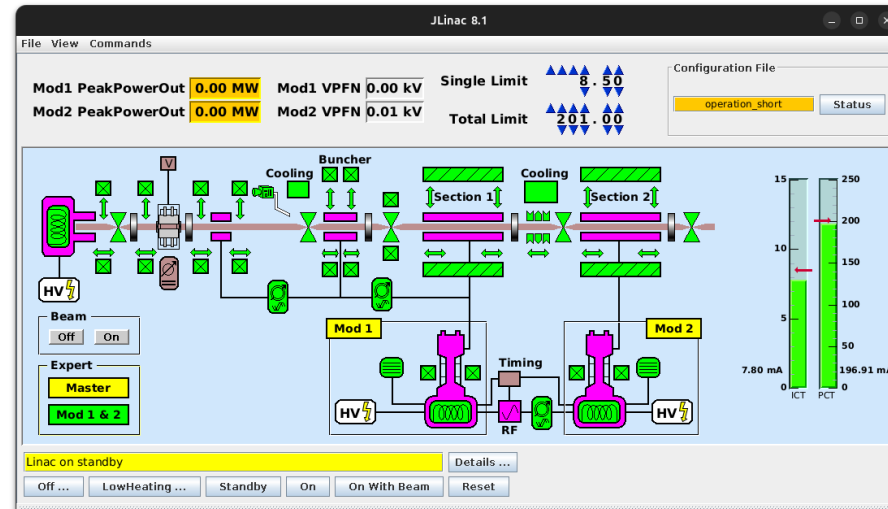 JLinac 8.1
File View Commands
Mod1 PeakPowerOut 0.00 MW Mod1 VPFN 0.00 kV Single Limit 8.50
Mod2 PeakPowerOut 0.00 MW Mod2 VPFN 0.01 kV Total Limit 201.00
Configuration File
operation_short Status
V
Cooling Buncher Cooling
Section 1 Section 2
HV
Beam
Off On
Expert
Master
Mod 1 & 2
Mod 1 Mod 2
Timing
HV HV
RF
15 250
200
10 150
100
5
50
7.80 mA 196.91 mA
0 0
ICT PCT
Linac on standby Details ...
Off ... LowHeating ... Standby On On With Beam Reset